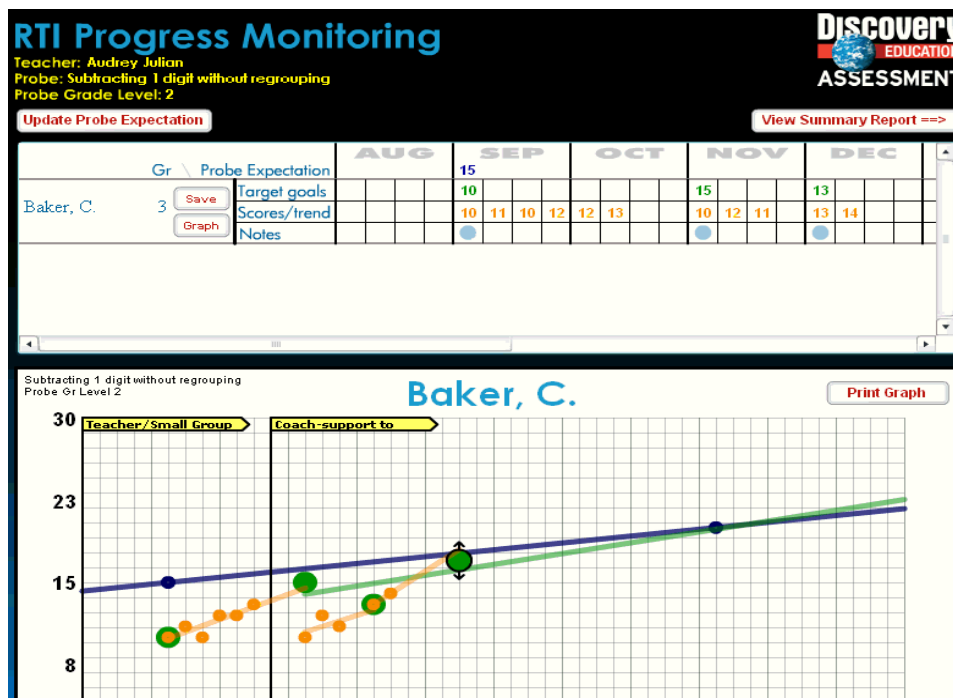 RTI Progress Monitoring
Teacher: Audrey Julian
Probe: Subtracting 1 digit without regrouping
Probe Grade Level: 2
Discovery
EDUCATION
ASSESSMENT
Update Probe Expectation
View Summary Report ==>
AUG SEP OCT NOV DEC
Gr \ Probe Expectation 15
Baker, C. 3 Save Graph
Target goals 10 15 13
Scores/trend 10 11 10 12 12 13 10 12 11 13 14
Notes
Subtracting 1 digit without regrouping
Probe Gr Level 2
Baker, C.
Print Graph
30 Teacher/Small Group Coach-support to
23
15
8